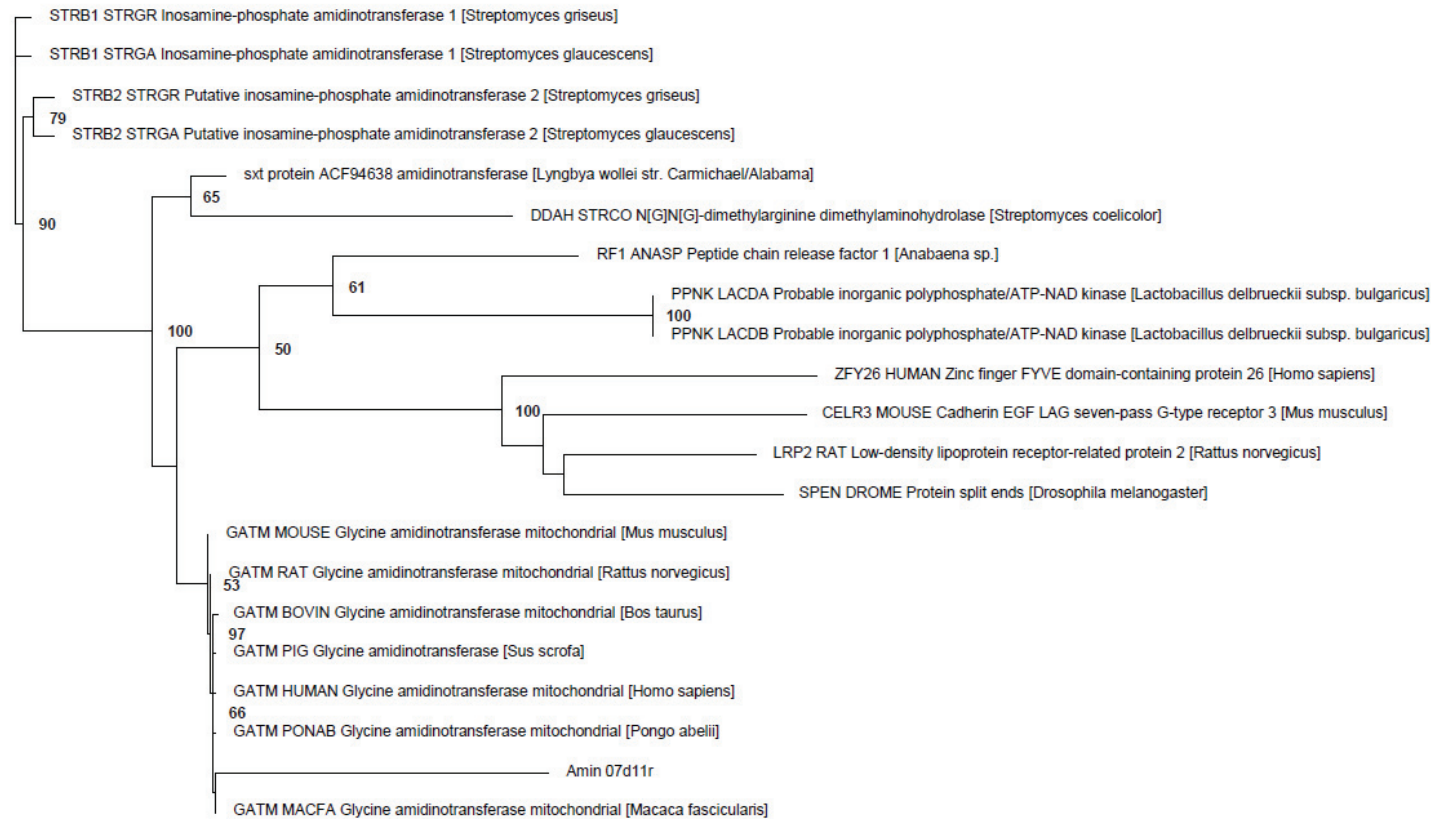 STRB1 STRGR Inosamine-phosphate amidinotransferase 1 [Streptomyces griseus]
STRB1 STRGA Inosamine-phosphate amidinotransferase 1 [Streptomyces glaucescens]
STRB2 STRGR Putative inosamine-phosphate amidinotransferase 2 [Streptomyces griseus]
79
STRB2 STRGA Putative inosamine-phosphate amidinotransferase 2 [Streptomyces glaucescens]
sxt protein ACF94638 amidinotransferase [Lyngbya wollei str. Carmichael/Alabama]
65
DDAH STRCO N[G]N[G]-dimethylarginine dimethylaminohydrolase [Streptomyces coelicolor]
90
RF1 ANASP Peptide chain release factor 1 [Anabaena sp.]
61
PPNK LACDA Probable inorganic polyphosphate/ATP-NAD kinase [Lactobacillus delbrueckii subsp. bulgaricus]
100
100
PPNK LACDB Probable inorganic polyphosphate/ATP-NAD kinase [Lactobacillus delbrueckii subsp. bulgaricus]
50
ZFY26 HUMAN Zinc finger FYVE domain-containing protein 26 [Homo sapiens]
100
CELR3 MOUSE Cadherin EGF LAG seven-pass G-type receptor 3 [Mus musculus]
LRP2 RAT Low-density lipoprotein receptor-related protein 2 [Rattus norvegicus]
SPEN DROME Protein split ends [Drosophila melanogaster]
GATM MOUSE Glycine amidinotransferase mitochondrial [Mus musculus]
GATM RAT Glycine amidinotransferase mitochondrial [Rattus norvegicus]
53
GATM BOVIN Glycine amidinotransferase mitochondrial [Bos taurus]
97
GATM PIG Glycine amidinotransferase [Sus scrofa]
GATM HUMAN Glycine amidinotransferase mitochondrial [Homo sapiens]
66
GATM PONAB Glycine amidinotransferase mitochondrial [Pongo abelii]
Amin 07d11r
GATM MACFA Glycine amidinotransferase mitochondrial [Macaca fascicularis]